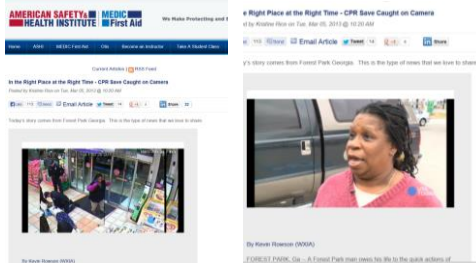 AMERICAN SAFETY&
HEALTH INSTITUTE
MEDIC
First Aid
We Make Protecting and S
Home
ASHI
MEDIC First Aid
Become an Instructor
Take A Student Class
Current Articles | RSS Feed
In the Right Place at the Right Time - CPR Save Caught on Camera
Posted by Kristine Rice on Tue, Mar 05, 2013 @ 10:20 AM
Email Article
Tweet
Share
Today's story comes from Forest Park Georgia. This is the type of news that we love to share
By Kevin Rowson (WXIA)
e Right Place at the Right Time - CPR Save Caught on Camera
d by Kristine Rice on Tue, Mar 05, 2013 @ 10:20 AM
Email Article
Tweet
Share
y's story comes from Forest Park Georgia. This is the type of news that we love to share
By Kevin Rowson (WXIA)
FOREST PARK, Ga -- A Forest Park man owes his life to the quick actions of